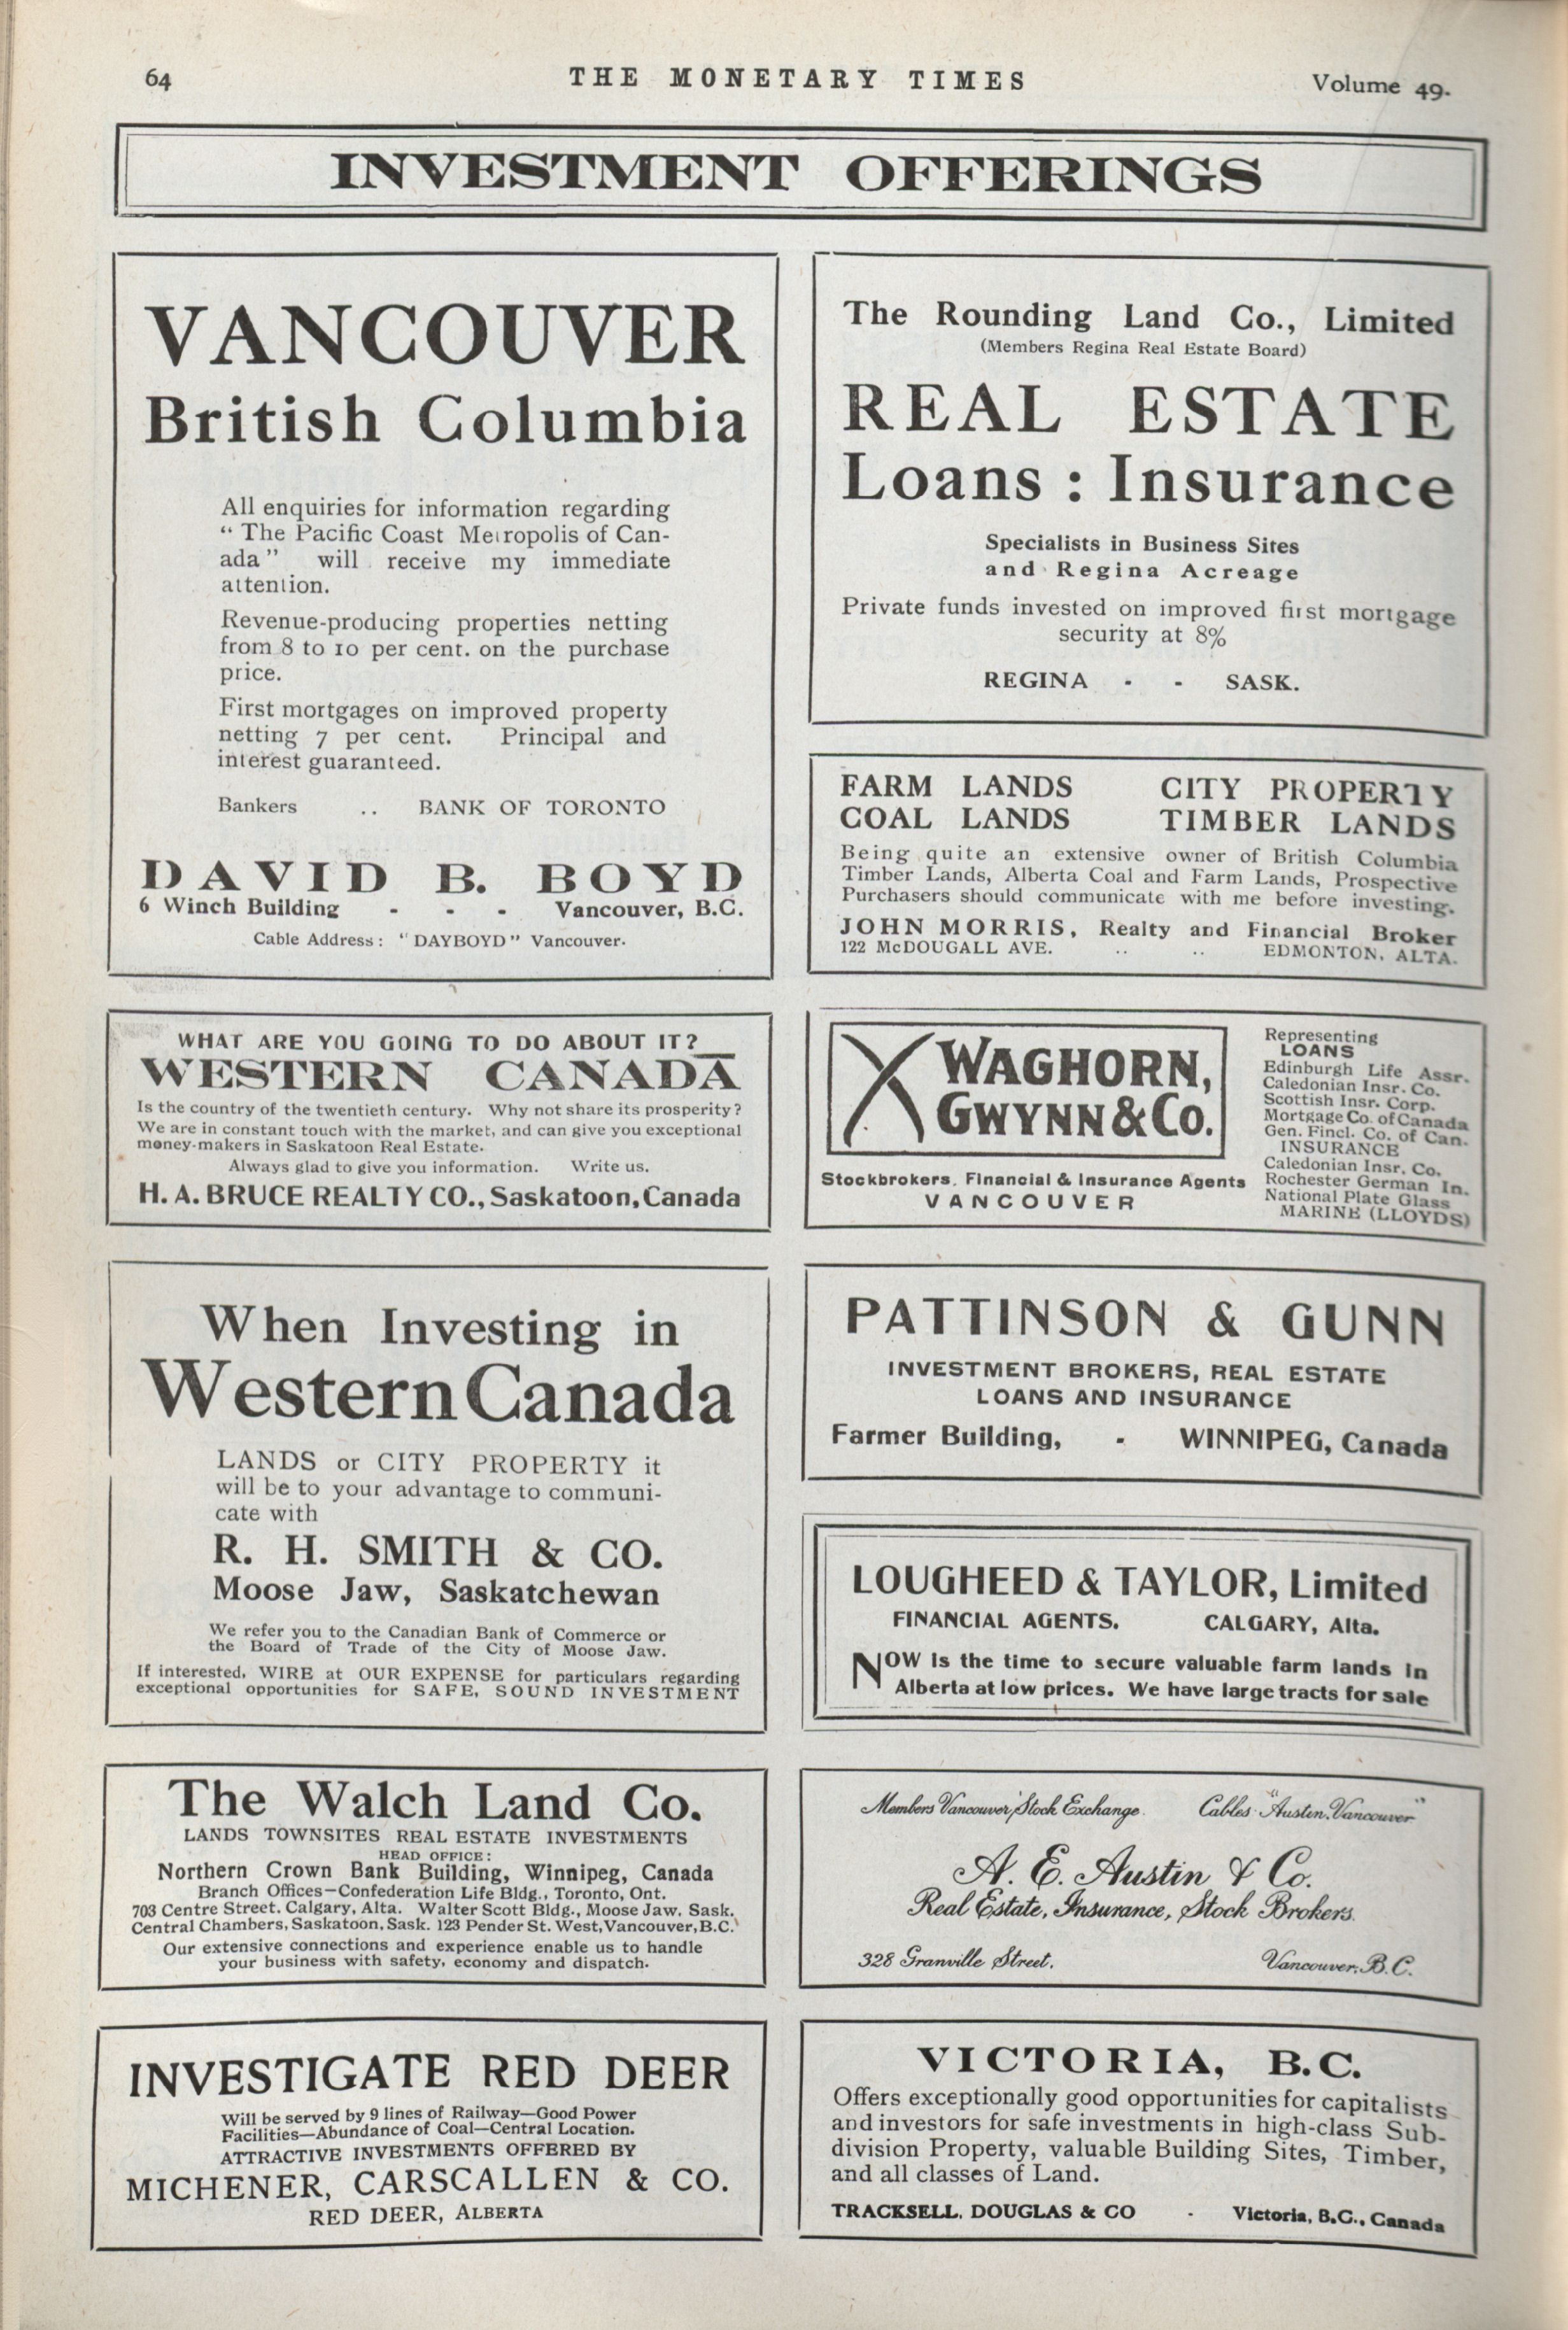 64
THE MONETARY TIMES
Volume 49.
INVESTMENT OFFERINGS
VANCOUVER
British Columbia
All enquiries for information regarding
“ The Pacific Coast Metropolis of Can-
ada ” will receive my immediate
attention.
Revenue-producing properties netting
from 8 to 10 per cent. on the purchase
price.
First mortgages on improved property
netting 7 per cent. Principal and
interest guaranteed.
Bankers .. BANK OF TORONTO
DAVID B. BOYD
6 Winch Building - - - Vancouver, B.C.
Cable Address: “DAYBOYD” Vancouver.
WHAT ARE YOU GOING TO DO ABOUT IT?
WESTERN CANADA
Is the country of the twentieth century. Why not share its prosperity?
We are in constant touch with the market, and can give you exceptional
money-makers in Saskatoon Real Estate.
Always glad to give you information. Write us.
H. A. BRUCE REALTY CO., Saskatoon, Canada
When Investing in
Western Canada
LANDS or CITY PROPERTY it
will be to your advantage to communi-
cate with
R. H. SMITH & CO.
Moose Jaw, Saskatchewan
We refer you to the Canadian Bank of Commerce or
the Board of Trade of the City of Moose Jaw.
If interested, WIRE at OUR EXPENSE for particulars regarding
exceptional opportunities for SAFE, SOUND INVESTMENT
The Walch Land Co.
LANDS TOWNSITES REAL ESTATE INVESTMENTS
HEAD OFFICE:
Northern Crown Bank Building, Winnipeg, Canada
Branch Offices—Confederation Life Bldg., Toronto, Ont.
703 Centre Street, Calgary, Alta. Walter Scott Bldg., Moose Jaw, Sask.
Central Chambers, Saskatoon, Sask. 123 Pender St. West, Vancouver, B.C.
Our extensive connections and experience enable us to handle
your business with safety, economy and dispatch.
INVESTIGATE RED DEER
Will be served by 9 lines of Railway—Good Power
Facilities—Abundance of Coal—Central Location.
ATTRACTIVE INVESTMENTS OFFERED BY
MICHENER, CARSCALLEN & CO.
RED DEER, ALBERTA
The Rounding Land Co., Limited
(Members Regina Real Estate Board)
REAL ESTATE
Loans : Insurance
Specialists in Business Sites
and Regina Acreage
Private funds invested on improved first mortgage
security at 8%
REGINA - - SASK.
FARM LANDS CITY PROPERTY
COAL LANDS TIMBER LANDS
Being quite an extensive owner of British Columbia
Timber Lands, Alberta Coal and Farm Lands, Prospective
Purchasers should communicate with me before investing.
JOHN MORRIS, Realty and Financial Broker
122 McDOUGALL AVE. .. .. EDMONTON, ALTA.
WAGHORN,
GWYNN & Co.
Stockbrokers, Financial & Insurance Agents
VANCOUVER
Representing
LOANS
Edinburgh Life Assr.
Caledonian Insr. Co.
Scottish Insr. Corp.
Mortgage Co. of Canada
Gen. Fincl. Co. of Can.
INSURANCE
Caledonian Insr. Co.
Rochester German In.
National Plate Glass
MARINE (LLOYDS)
PATTINSON & GUNN
INVESTMENT BROKERS, REAL ESTATE
LOANS AND INSURANCE
Farmer Building, - WINNIPEG, Canada
LOUGHEED & TAYLOR, Limited
FINANCIAL AGENTS. CALGARY, Alta.
NOW is the time to secure valuable farm lands in
Alberta at low prices. We have large tracts for sale
Members Vancouver Stock Exchange. Cables "Austin, Vancouver"
A. E. Austin & Co.
Real Estate, Insurance, Stock Brokers.
328 Granville Street. Vancouver, B.C.
VICTORIA, B.C.
Offers exceptionally good opportunities for capitalists
and investors for safe investments in high-class Sub-
division Property, valuable Building Sites, Timber,
and all classes of Land.
TRACKSELL, DOUGLAS & CO - Victoria, B.C., Canada